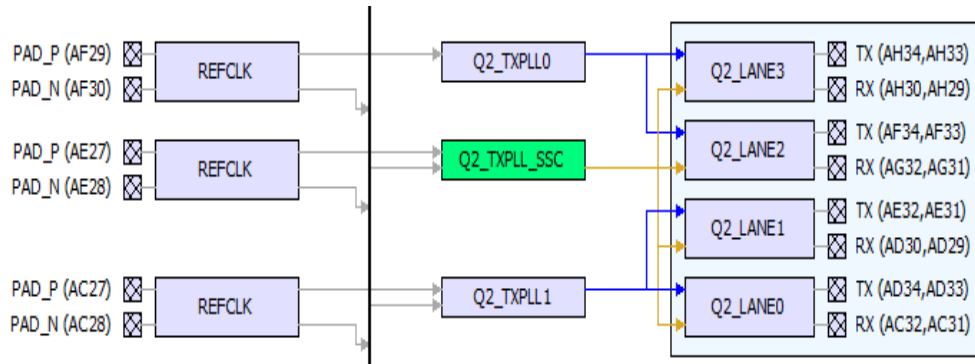 PAD_P (AF29)
PAD_N (AF30)
REFCLK
Q2_TXPLL0
Q2_LANE3
TX (AH34,AH33)
RX (AH30,AH29)
PAD_P (AE27)
PAD_N (AE28)
REFCLK
Q2_TXPLL_SSC
Q2_LANE2
TX (AF34,AF33)
RX (AG32,AG31)
Q2_LANE1
TX (AE32,AE31)
RX (AD30,AD29)
PAD_P (AC27)
PAD_N (AC28)
REFCLK
Q2_TXPLL1
Q2_LANE0
TX (AD34,AD33)
RX (AC32,AC31)